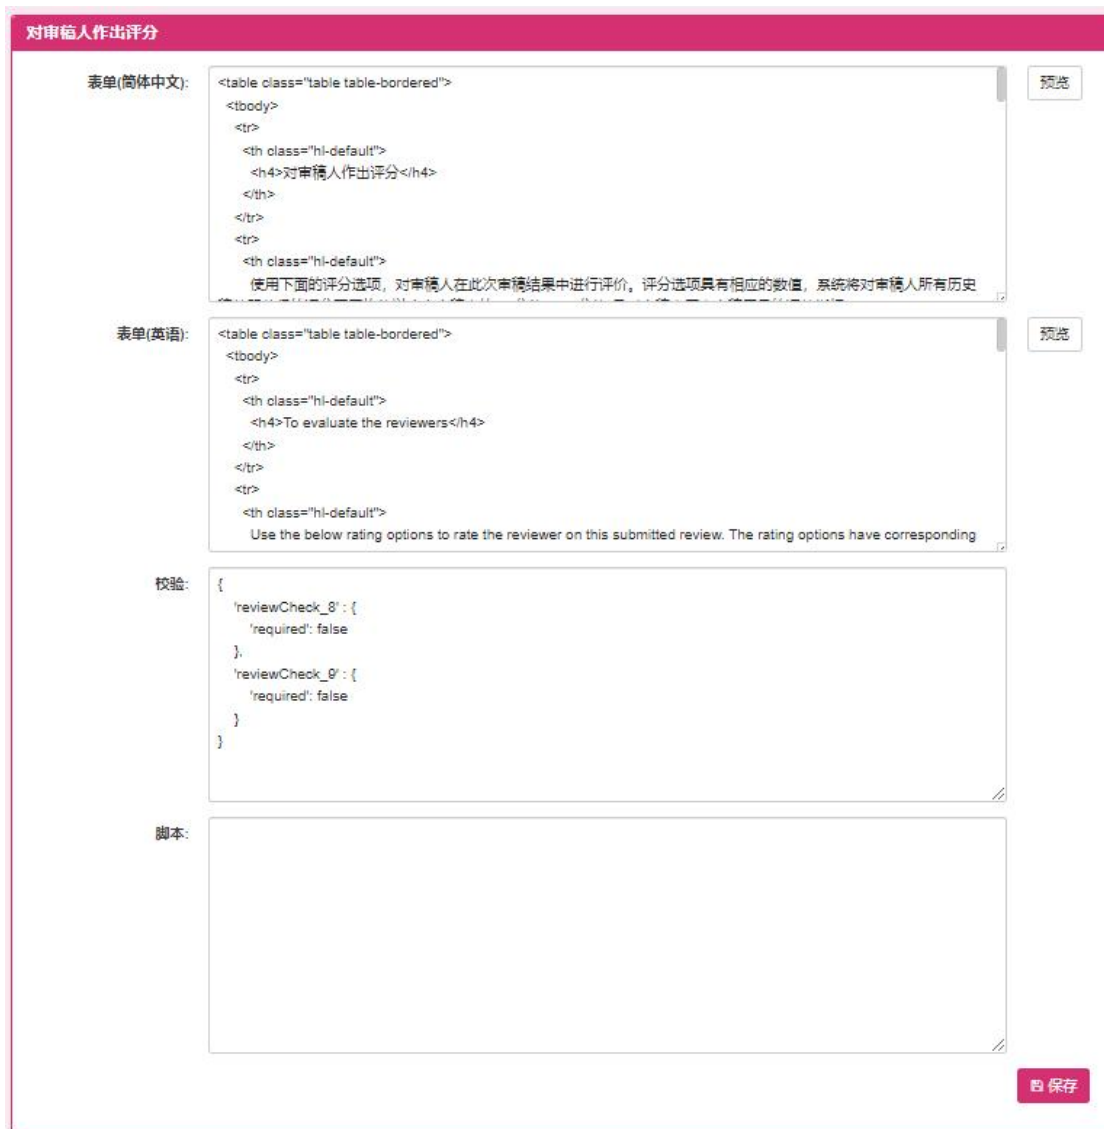 对审稿人作出评分
表单(简体中文):
<table class="table table-bordered">
<tbody>
<tr>
<th class="hl-default">
<h4>对审稿人作出评分</h4>
</th>
</tr>
<tr>
<th class="hl-default">
使用下面的评分选项，对审稿人在此次审稿结果中进行评价。评分选项具有相应的数值，系统将对审稿人所有历史
预览
表单(英语):
<table class="table table-bordered">
<tbody>
<tr>
<th class="hl-default">
<h4>To evaluate the reviewers</h4>
</th>
</tr>
<tr>
<th class="hl-default">
Use the below rating options to rate the reviewer on this submitted review. The rating options have corresponding
预览
校验:
{
'reviewCheck_8' : {
'required': false
},
'reviewCheck_9' : {
'required': false
}
}
脚本:
保存